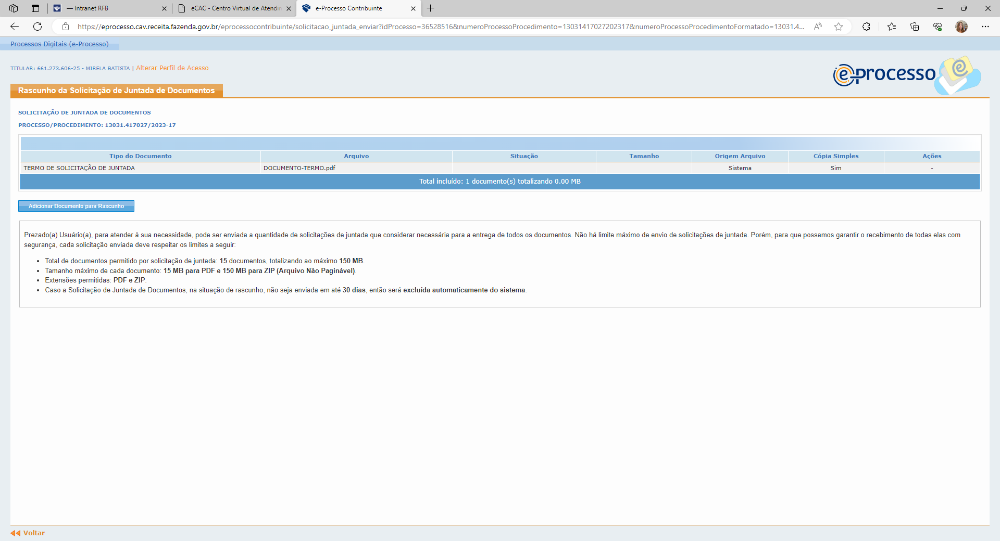 — Intranet RFB
eCAC - Centro Virtual de Atendin
e-Processo Contribuinte
https://eprocesso.cav.receita.fazenda.gov.br/eprocessocontribuinte/solicitacao_juntada_enviar?idProcesso=36528516&numeroProcessoProcedimento=13031417027202317&numeroProcessoProcedimentoFormatado=13031.4...
Processos Digitais (e-Processo)
TITULAR: 661.273.606-25 - MIRELA BATISTA | Alterar Perfil de Acesso
e-processo
Rascunho da Solicitação de Juntada de Documentos
SOLICITAÇÃO DE JUNTADA DE DOCUMENTOS
PROCESSO/PROCEDIMENTO: 13031.417027/2023-17
Tipo do Documento Arquivo Situação Tamanho Origem Arquivo Cópia Simples Ações
TERMO DE SOLICITAÇÃO DE JUNTADA DOCUMENTO-TERMO.pdf Sistema Sim -
Total incluído: 1 documento(s) totalizando 0.00 MB
Adicionar Documento para Rascunho
Prezado(a) Usuário(a), para atender à sua necessidade, pode ser enviada a quantidade de solicitações de juntada que considerar necessária para a entrega de todos os documentos. Não há limite máximo de envio de solicitações de juntada. Porém, para que possamos garantir o recebimento de todas elas com
segurança, cada solicitação enviada deve respeitar os limites a seguir:
• Total de documentos permitido por solicitação de juntada: 15 documentos, totalizando ao máximo 150 MB.
• Tamanho máximo de cada documento: 15 MB para PDF e 150 MB para ZIP (Arquivo Não Paginável).
• Extensões permitidas: PDF e ZIP.
• Caso a Solicitação de Juntada de Documentos, na situação de rascunho, não seja enviada em até 30 dias, então será excluída automaticamente do sistema.
Voltar